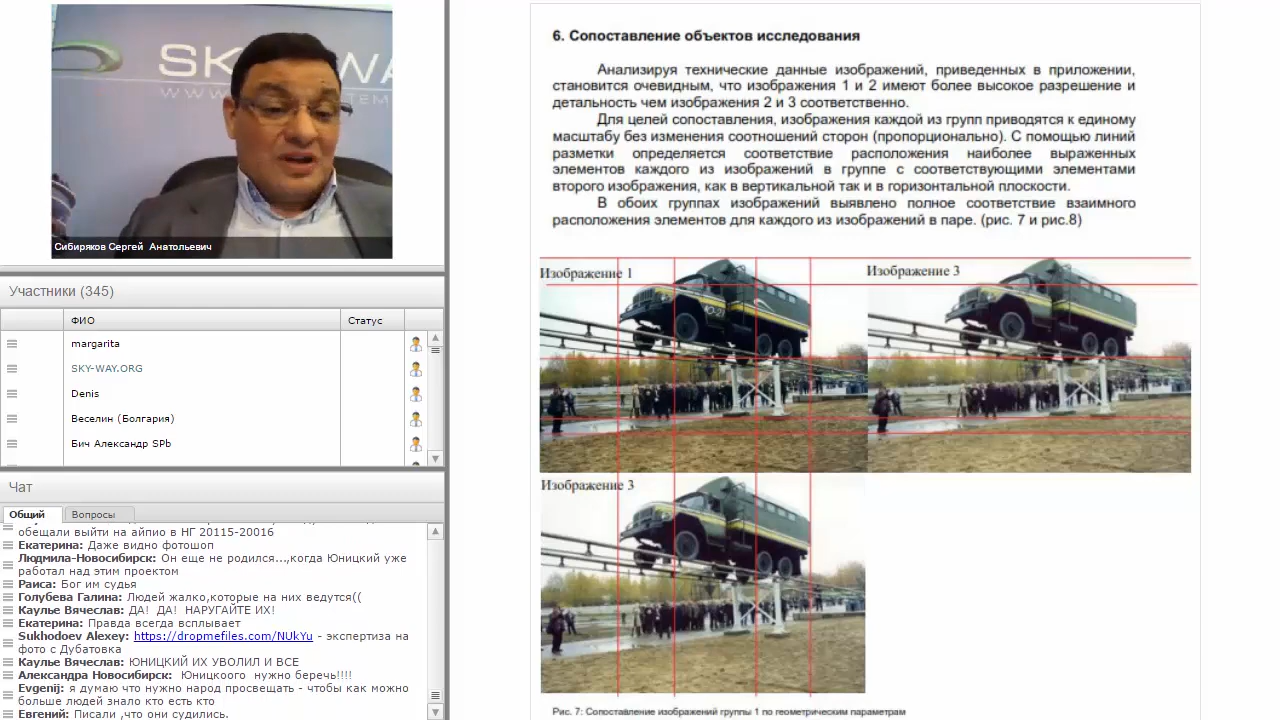 SKY WAY
Сибиряков Сергей Анатольевич
Участники (345)
ФИО
Статус
margarita
SKY-WAY.ORG
Denis
Веселин (Болгария)
Бич Александр SPb
Чат
Общий
Вопросы
обещали выйти на айпио в НГ 20115-20016
Екатерина: Даже видно фотошоп
Людмила-Новосибирск: Он еще не родился...,когда Юницкий уже
работал над этим проектом
Раиса: Бог им судья
Голубева Галина: Людей жалко,которые на них ведутся((
Каулье Вячеслав: ДА! ДА! НАРУГАЙТЕ ИХ!
Екатерина: Правда всегда всплывает
Sukhodoev Alexey: https://dropmefiles.com/NUkYu - экспертиза на
фото с Дубатовка
Каулье Вячеслав: ЮНИЦКИЙ ИХ УВОЛИЛ И ВСЕ
Александра Новосибирск: Юницкоого нужно беречь!!!!
Evgenij: я думаю что нужно народ просвещать - чтобы как можно
больше людей знало кто есть кто
Евгений: Писали ,что они судились.
6. Сопоставление объектов исследования
Анализируя технические данные изображений, приведенных в приложении,
становится очевидным, что изображения 1 и 2 имеют более высокое разрешение и
детальность чем изображения 2 и 3 соответственно.
Для целей сопоставления, изображения каждой из групп приводятся к единому
масштабу без изменения соотношений сторон (пропорционально). С помощью линий
разметки определяется соответствие расположения наиболее выраженных
элементов каждого из изображений в группе с соответствующими элементами
второго изображения, как в вертикальной так и в горизонтальной плоскости.
В обоих группах изображений выявлено полное соответствие взаимного
расположения элементов для каждого из изображений в паре. (рис. 7 и рис.8)
Изображение 1
Изображение 3
Изображение 3
Рис. 7: Сопоставление изображений группы 1 по геометрическим параметрам